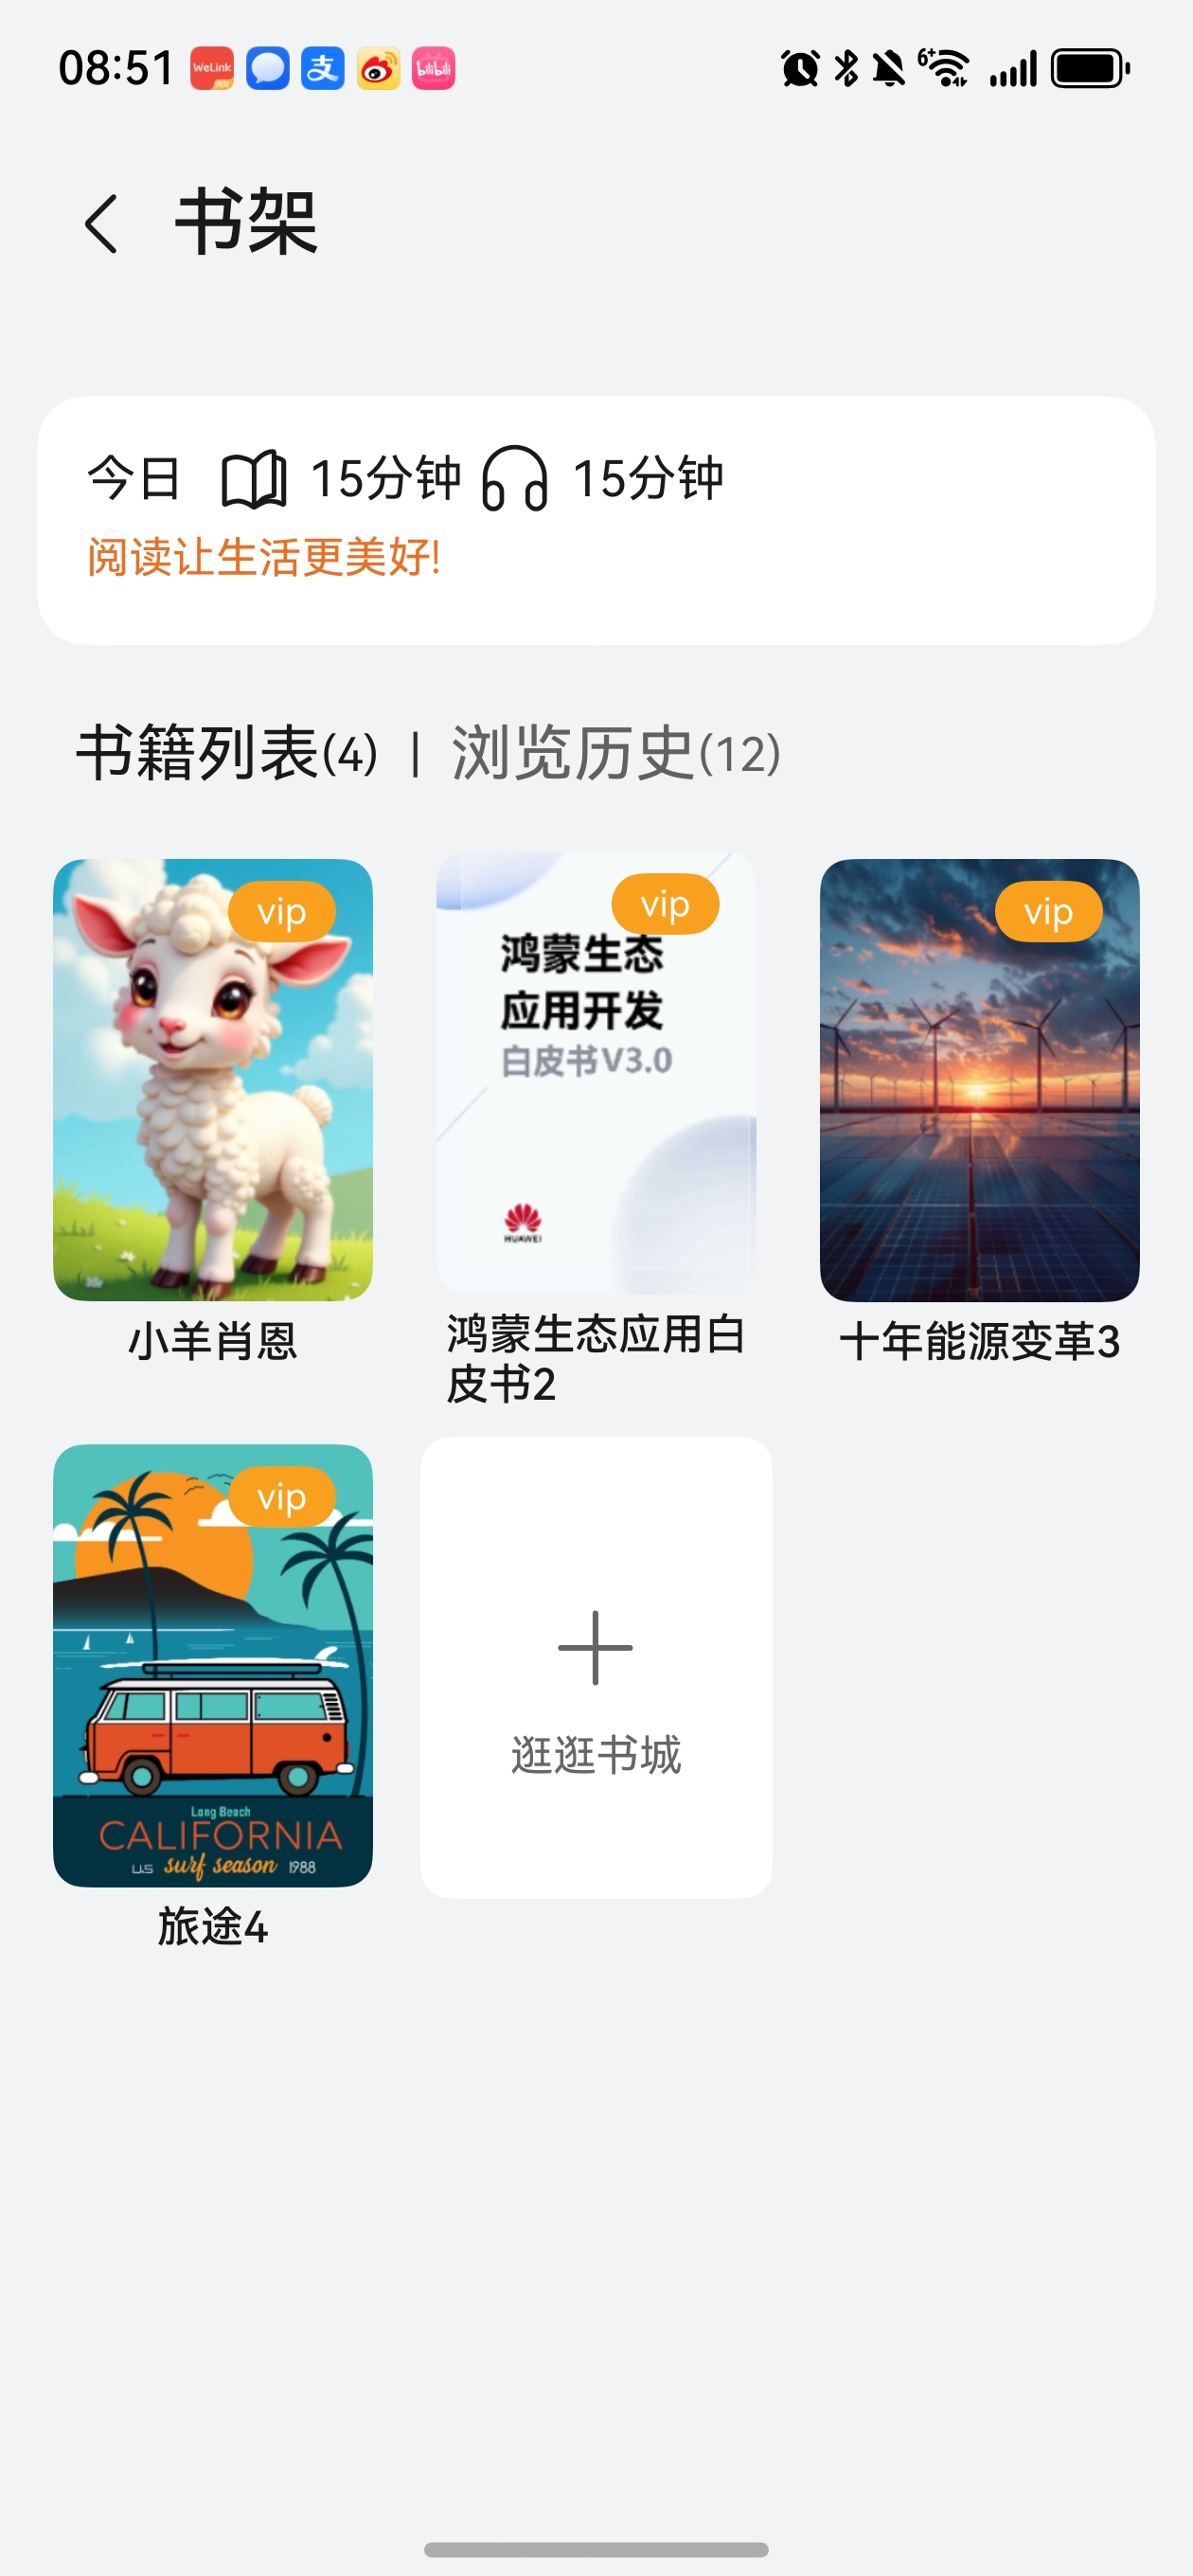 08:51
WeLink
支
bilibili
6+
书架
今日 15分钟 15分钟
阅读让生活更美好!
书籍列表(4) | 浏览历史(12)
vip
vip
鸿蒙生态
应用开发
白皮书V3.0
HUAWEI
vip
小羊肖恩
鸿蒙生态应用白
皮书2
十年能源变革3
vip
Long Beach
CALIFORNIA
U.S surf season 1988
逛逛书城
旅途4